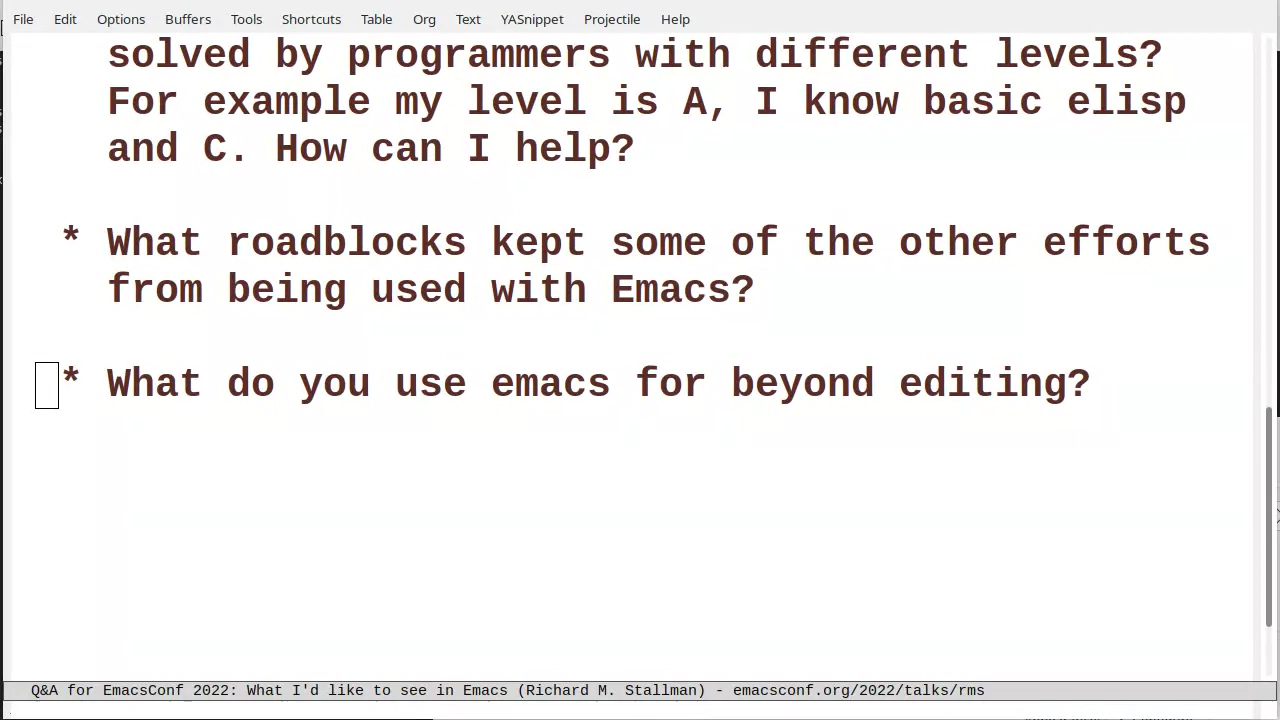 File Edit Options Buffers Tools Shortcuts Table Org Text YASnippet Projectile Help
solved by programmers with different levels?
For example my level is A, I know basic elisp
and C. How can I help?
* What roadblocks kept some of the other efforts
from being used with Emacs?
* What do you use emacs for beyond editing?
Q&A for EmacsConf 2022: What I'd like to see in Emacs (Richard M. Stallman) - emacsconf.org/2022/talks/rms